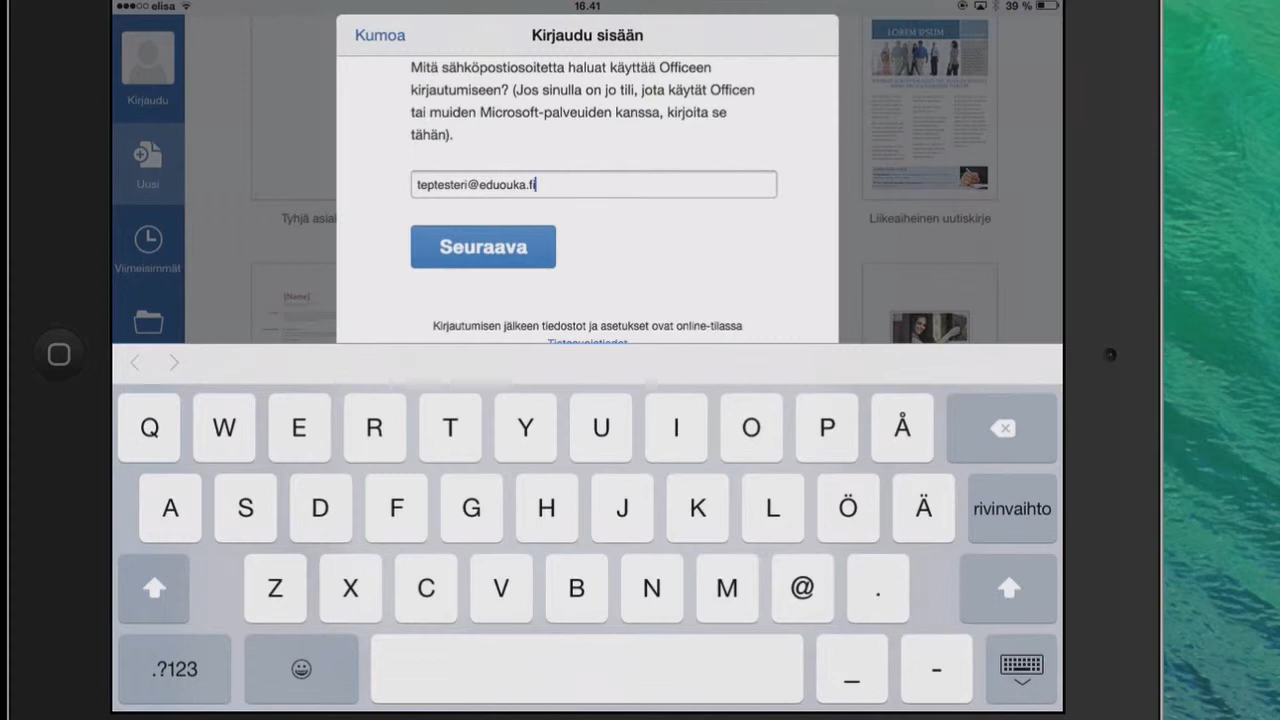 elisa
16.41
39 %
Kumoa
Kirjaudu sisään
LOREM IPSUM
Mitä sähköpostiosoitetta haluat käyttää Officeen
kirjautumiseen? (Jos sinulla on jo tili, jota käytät Officen
tai muiden Microsoft-palveuiden kanssa, kirjoita se
tähän).
Kirjaudu
teptesteri@eduouka.fi
Uusi
Tyhjä asial
Liikeaiheinen uutiskirje
Seuraava
Viimeisimmät
[Name]
Kirjautumisen jälkeen tiedostot ja asetukset ovat online-tilassa
Q W E R T Y U I O P Å
A S D F G H J K L Ö Ä rivinvaihto
Z X C V B N M @ .
.?123 _ -